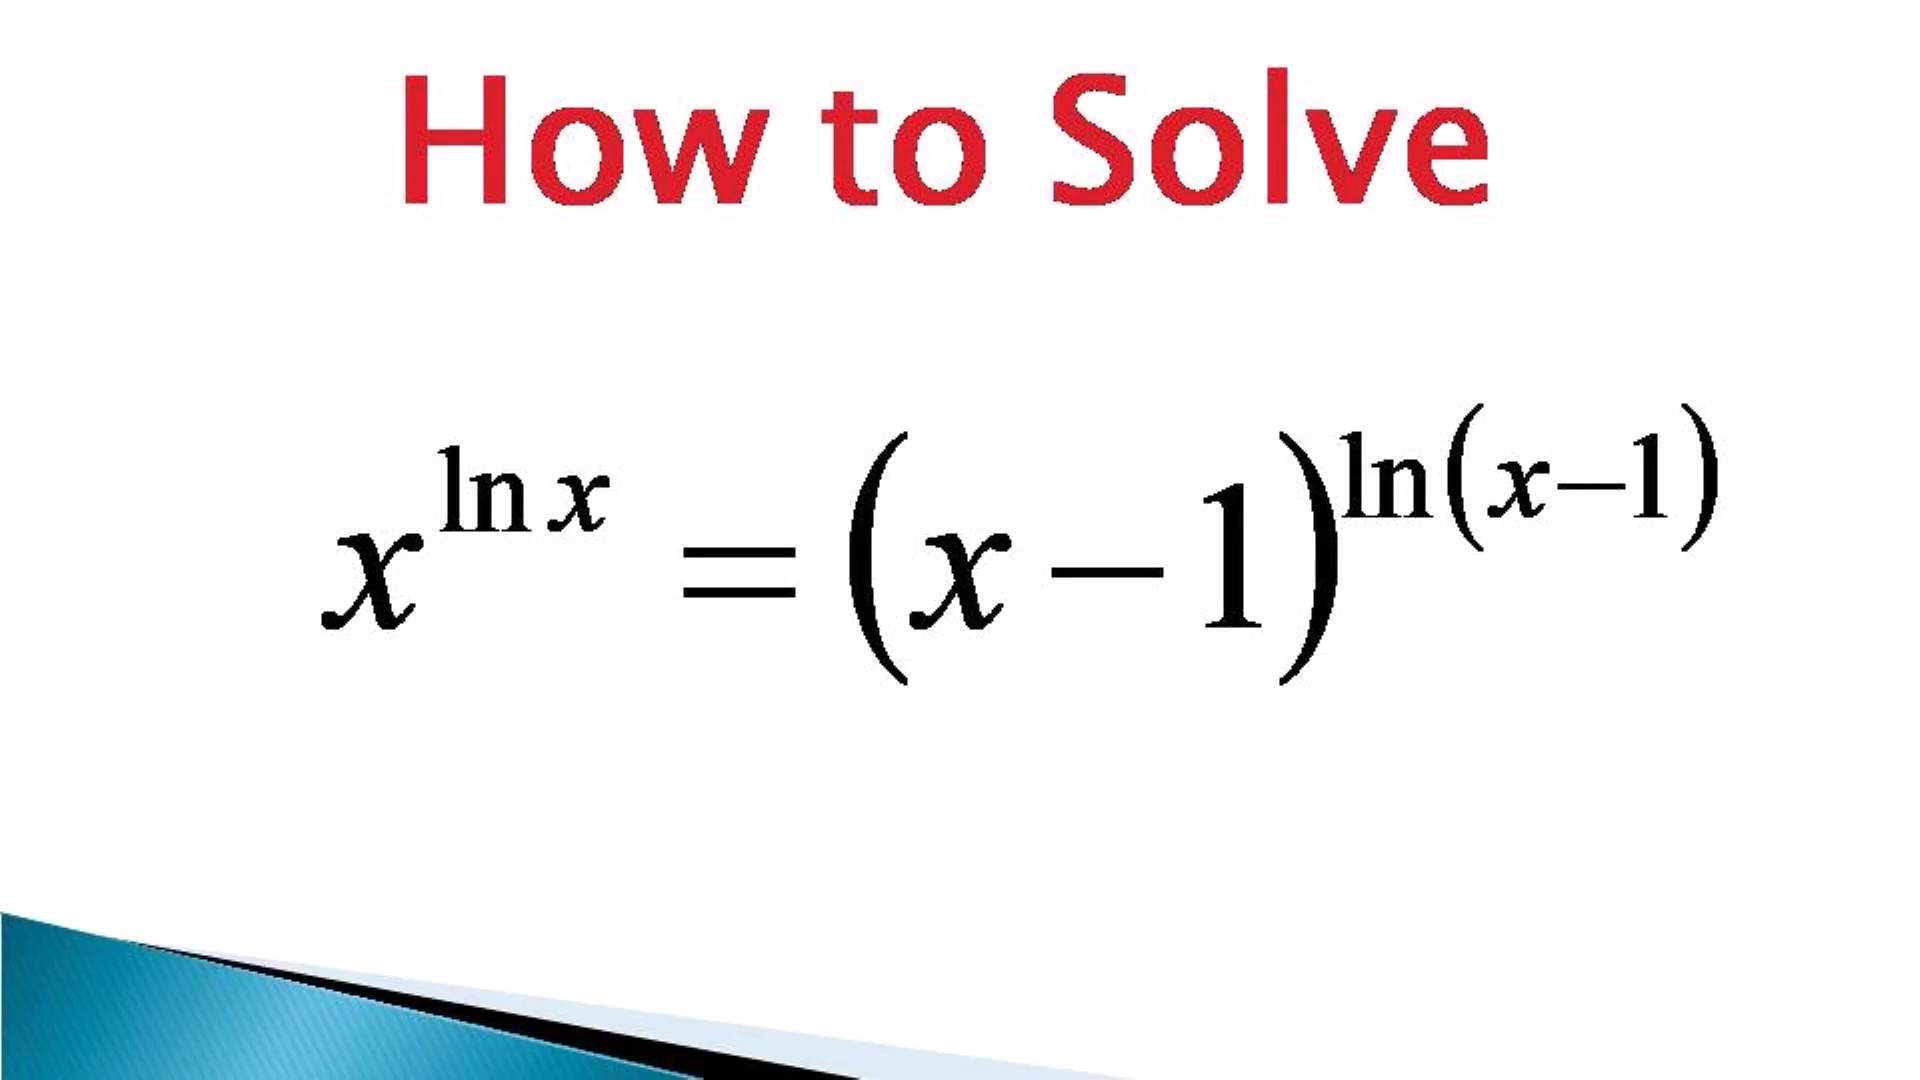 How to Solve
x^{ln x} = (x−1)^{ln(x−1)}